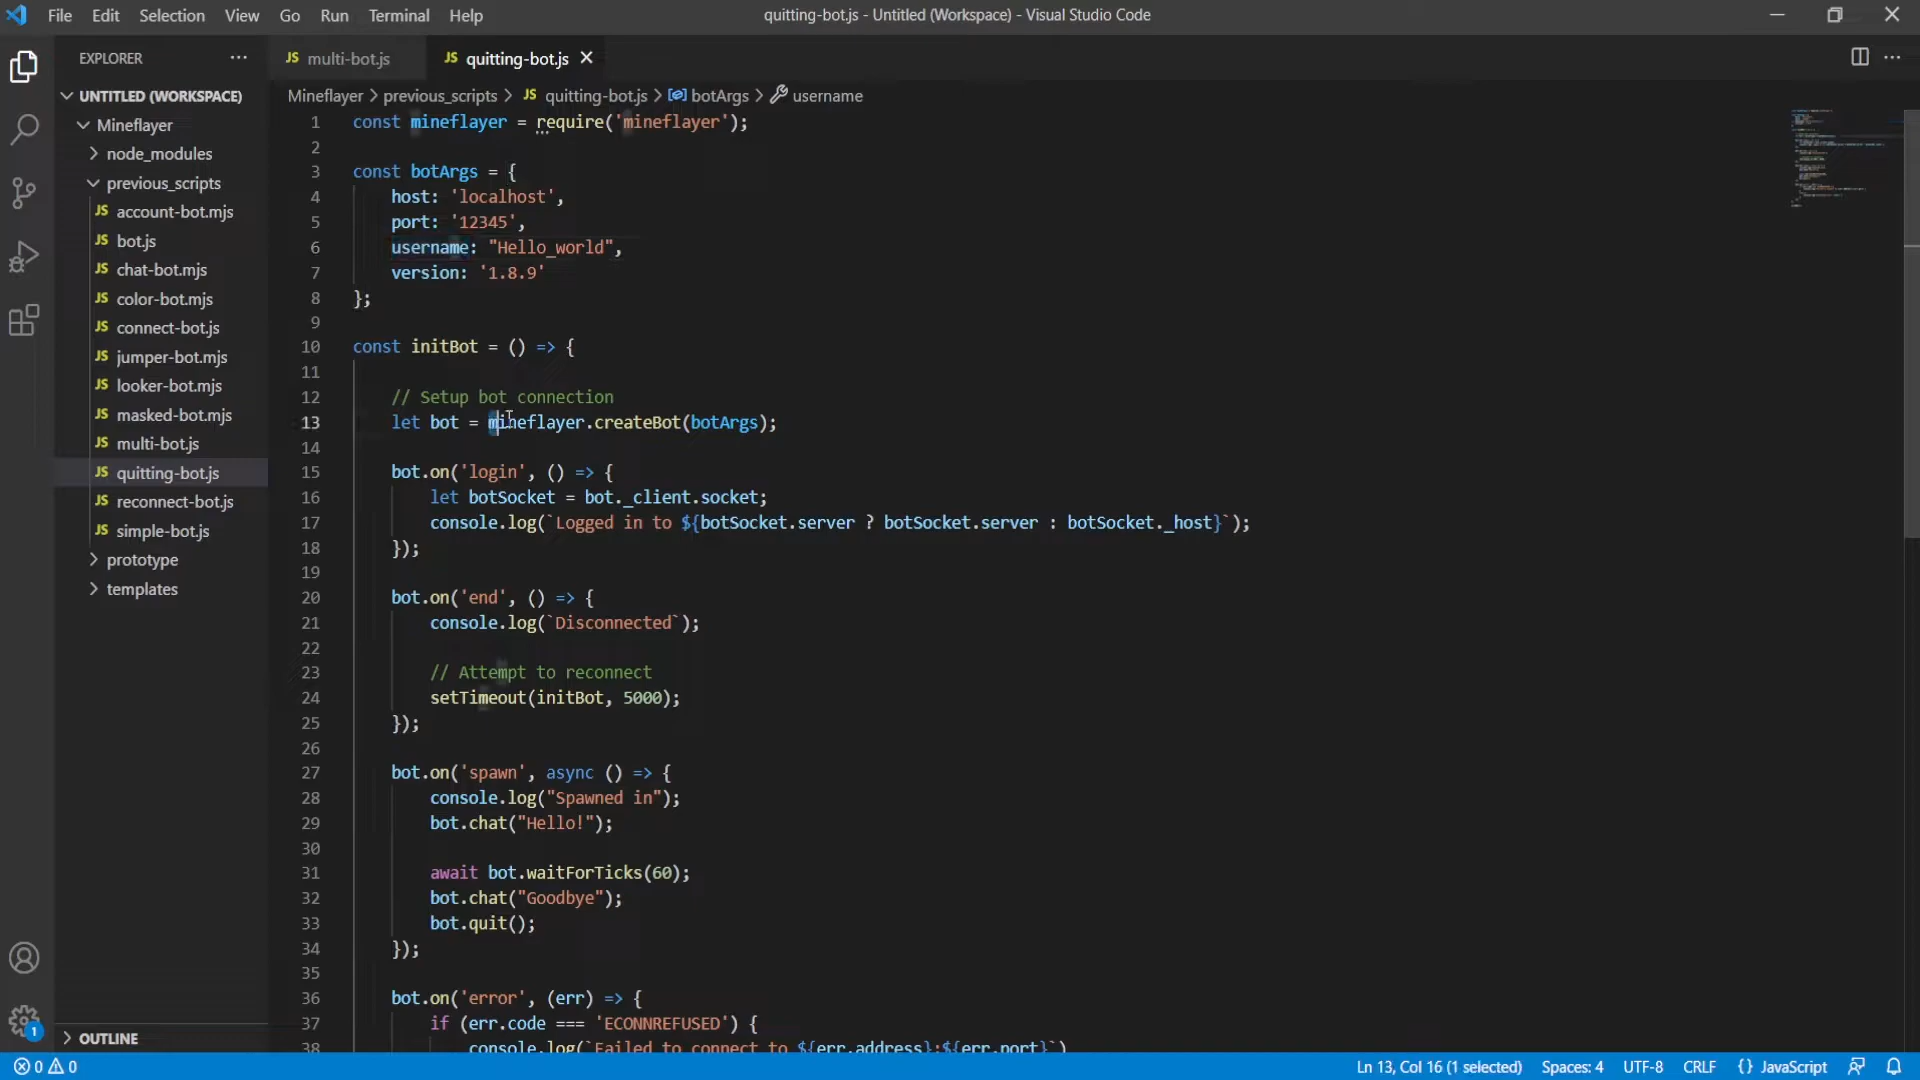 File Edit Selection View Go Run Terminal Help
quitting-bot.js - Untitled (Workspace) - Visual Studio Code
EXPLORER
UNTITLED (WORKSPACE)
Mineflayer
node_modules
previous_scripts
JS account-bot.mjs
JS bot.js
JS chat-bot.mjs
JS color-bot.mjs
JS connect-bot.js
JS jumper-bot.mjs
JS looker-bot.mjs
JS masked-bot.mjs
JS multi-bot.js
JS quitting-bot.js
JS reconnect-bot.js
JS simple-bot.js
prototype
templates
OUTLINE
1
JS multi-bot.js JS quitting-bot.js
Mineflayer > previous_scripts > JS quitting-bot.js > botArgs > username
1 const mineflayer = require('mineflayer');
2
3 const botArgs = {
4 host: 'localhost',
5 port: '12345',
6 username: "Hello_world",
7 version: '1.8.9'
8 };
9
10 const initBot = () => {
11
12 // Setup bot connection
13 let bot = mineflayer.createBot(botArgs);
14
15 bot.on('login', () => {
16 let botSocket = bot._client.socket;
17 console.log(`Logged in to ${botSocket.server ? botSocket.server : botSocket._host}`);
18 });
19
20 bot.on('end', () => {
21 console.log(`Disconnected`);
22
23 // Attempt to reconnect
24 setTimeout(initBot, 5000);
25 });
26
27 bot.on('spawn', async () => {
28 console.log("Spawned in");
29 bot.chat("Hello!");
30
31 await bot.waitForTicks(60);
32 bot.chat("Goodbye");
33 bot.quit();
34 });
35
36 bot.on('error', (err) => {
37 if (err.code === 'ECONNREFUSED') {
38 console.log(`Failed to connect to ${err.address}:${err.port}`)
0 0
Ln 13, Col 16 (1 selected) Spaces: 4 UTF-8 CRLF {} JavaScript